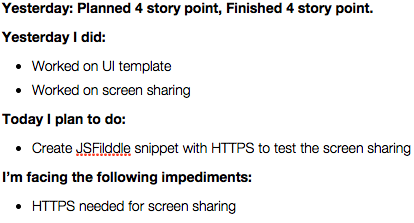 Yesterday: Planned 4 story point, Finished 4 story point.
Yesterday I did:
• Worked on UI template
• Worked on screen sharing
Today I plan to do:
• Create JSFilddle snippet with HTTPS to test the screen sharing
I'm facing the following impediments:
• HTTPS needed for screen sharing